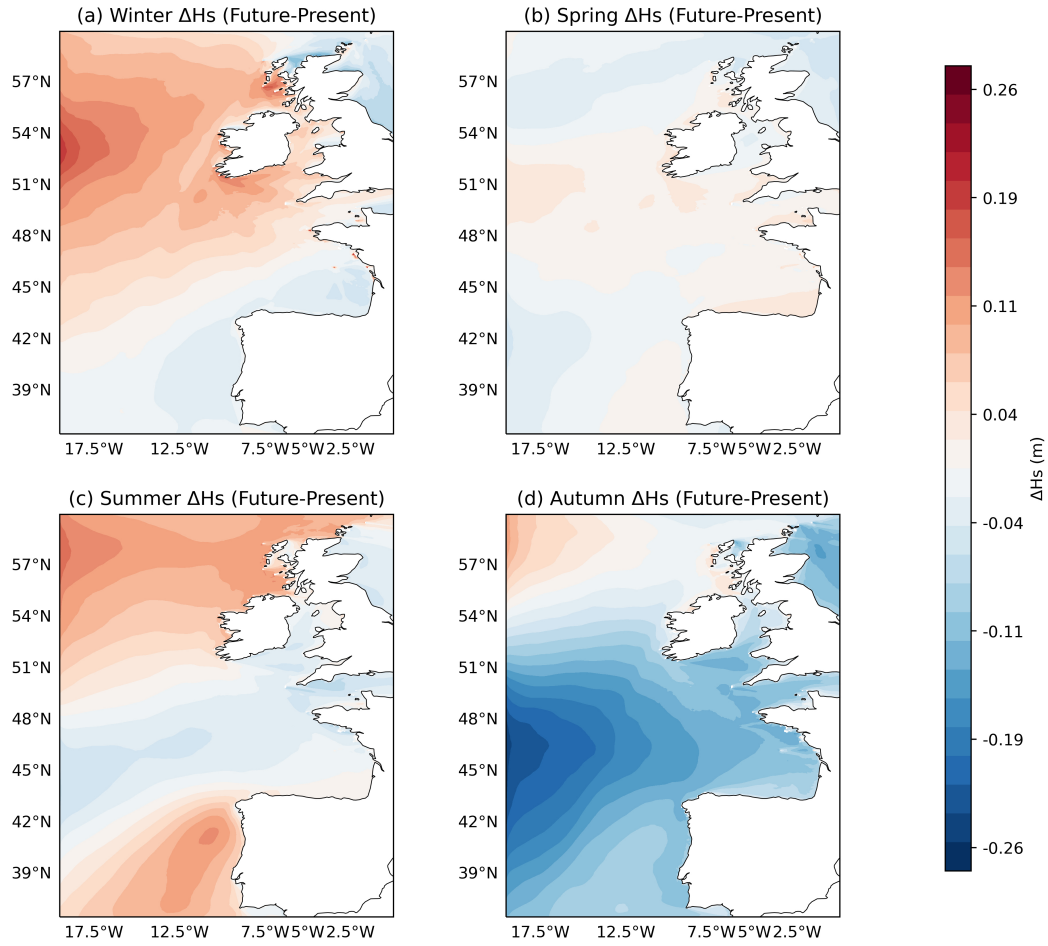 (a) Winter ΔHs (Future-Present)
(b) Spring ΔHs (Future-Present)
57°N
54°N
51°N
48°N
45°N
42°N
39°N
17.5°W 12.5°W 7.5°W5°W2.5°W
57°N
54°N
51°N
48°N
45°N
42°N
39°N
17.5°W 12.5°W 7.5°W5°W2.5°W
(c) Summer ΔHs (Future-Present)
(d) Autumn ΔHs (Future-Present)
57°N
54°N
51°N
48°N
45°N
42°N
39°N
17.5°W 12.5°W 7.5°W5°W2.5°W
57°N
54°N
51°N
48°N
45°N
42°N
39°N
17.5°W 12.5°W 7.5°W5°W2.5°W
0.26
0.19
0.11
0.04
-0.04
-0.11
-0.19
-0.26
ΔHs (m)